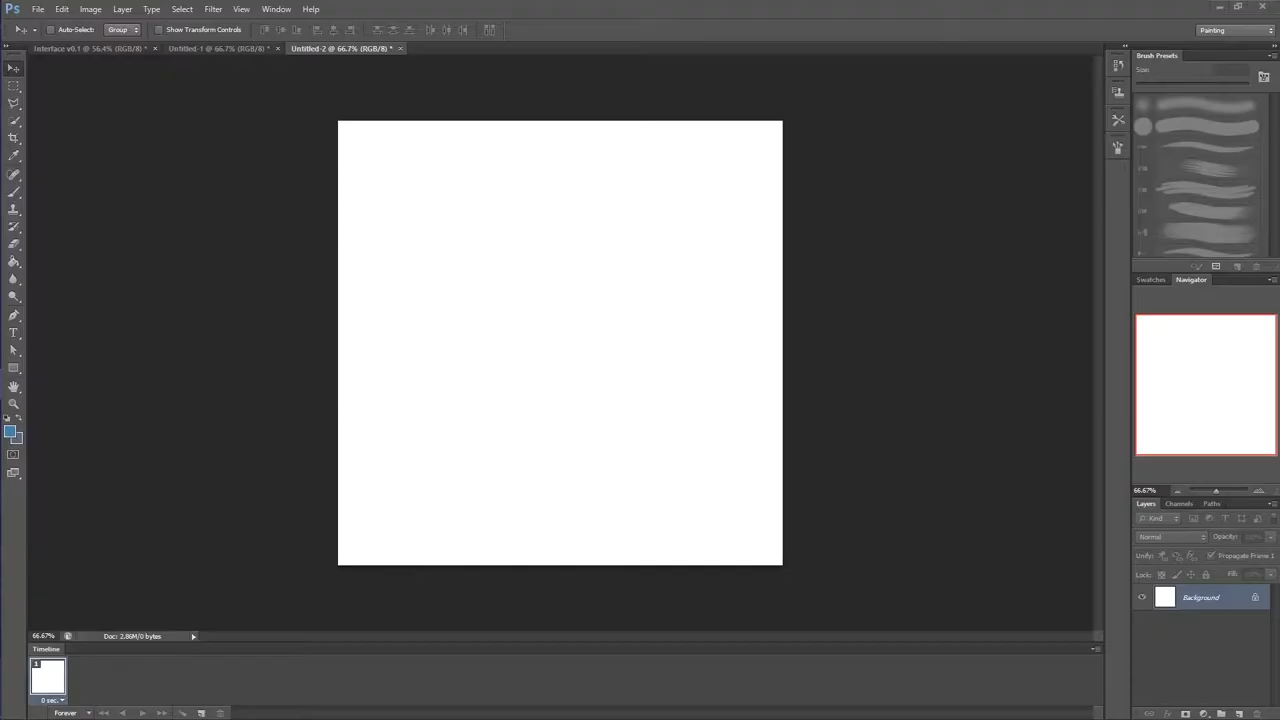 Ps File Edit Image Layer Type Select Filter View Window Help
Auto-Select: Group Show Transform Controls Painting
Interface v0.1 @ 56.4% (RGB/8) * × Untitled-1 @ 66.7% (RGB/8) * × Untitled-2 @ 66.7% (RGB/8) * ×
Brush Presets
Size:
Swatches Navigator
66.67%
Layers Channels Paths
Kind
Normal Opacity:
Unify: Propagate Frame 1
Lock: Fill:
Background
66.67% Doc: 2.86M/0 bytes
Timeline
1
0 sec.
Forever